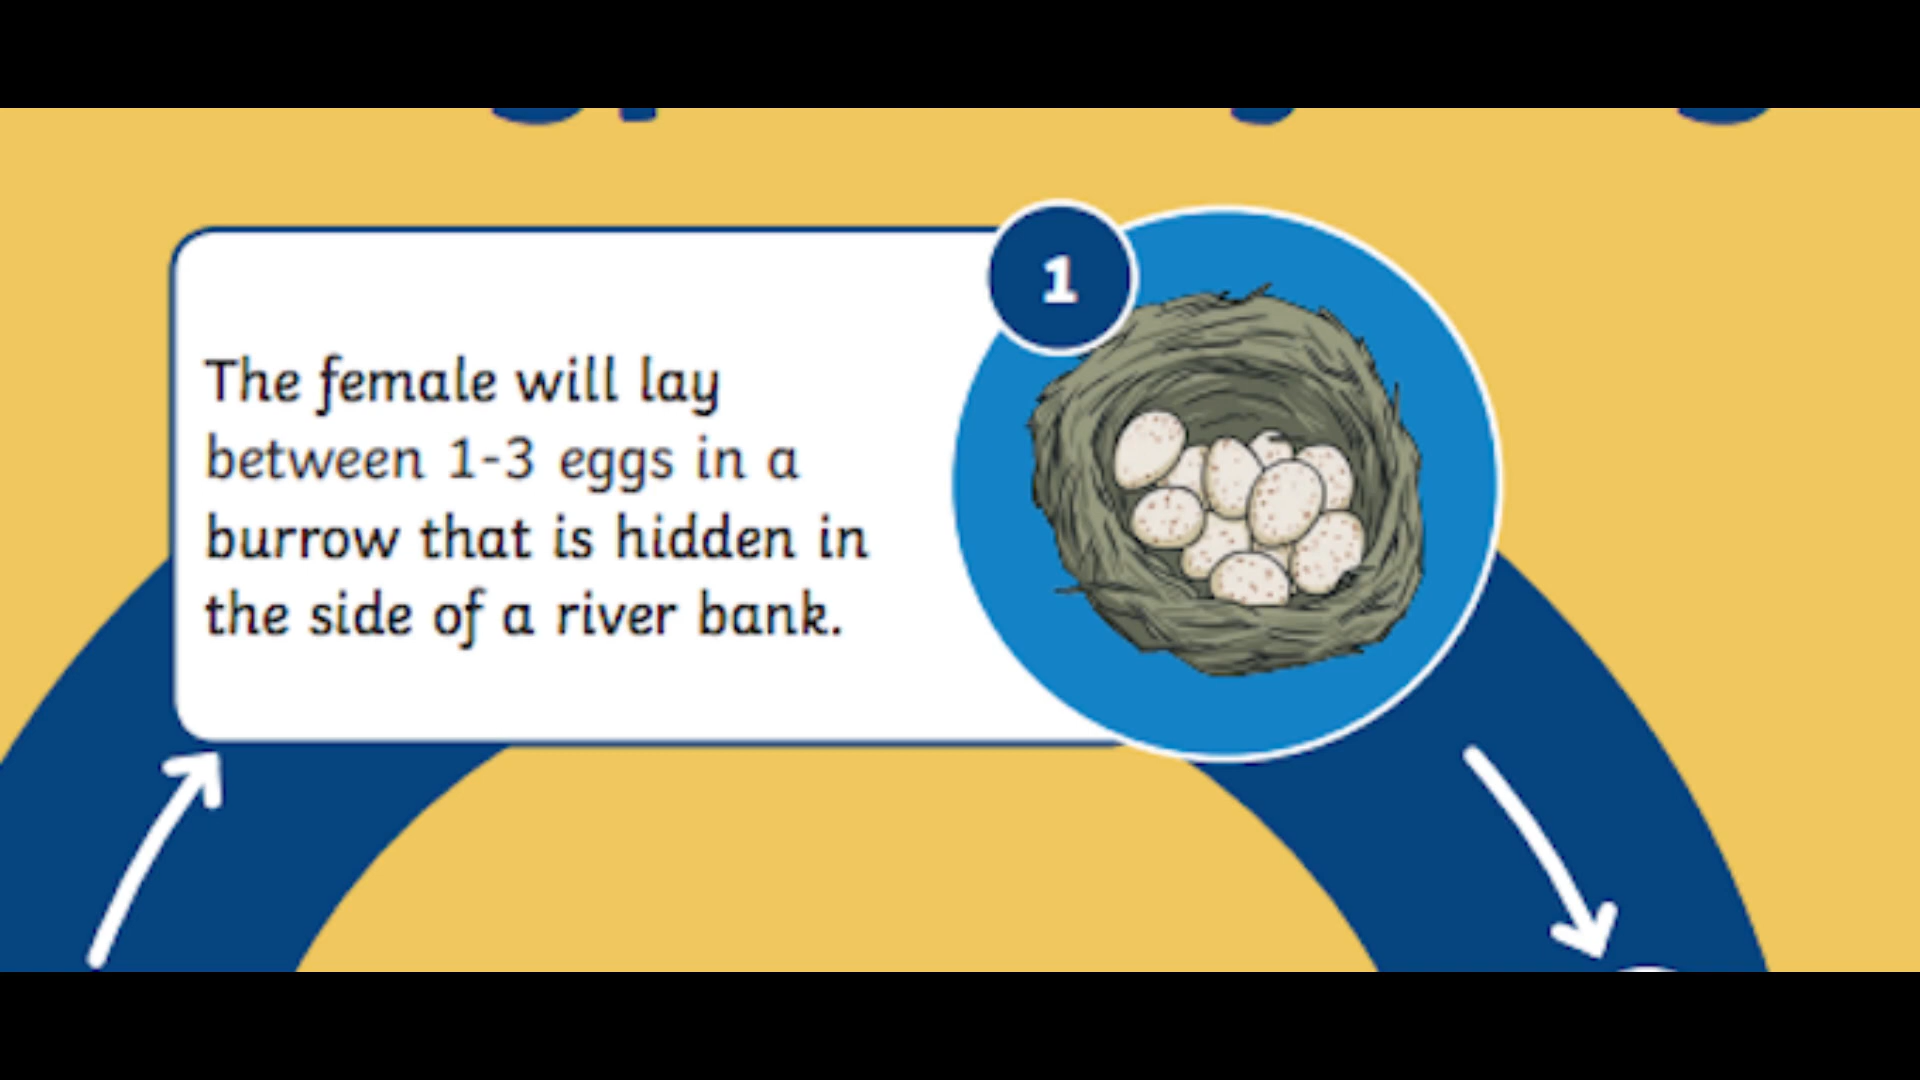 1
The female will lay
between 1-3 eggs in a
burrow that is hidden in
the side of a river bank.